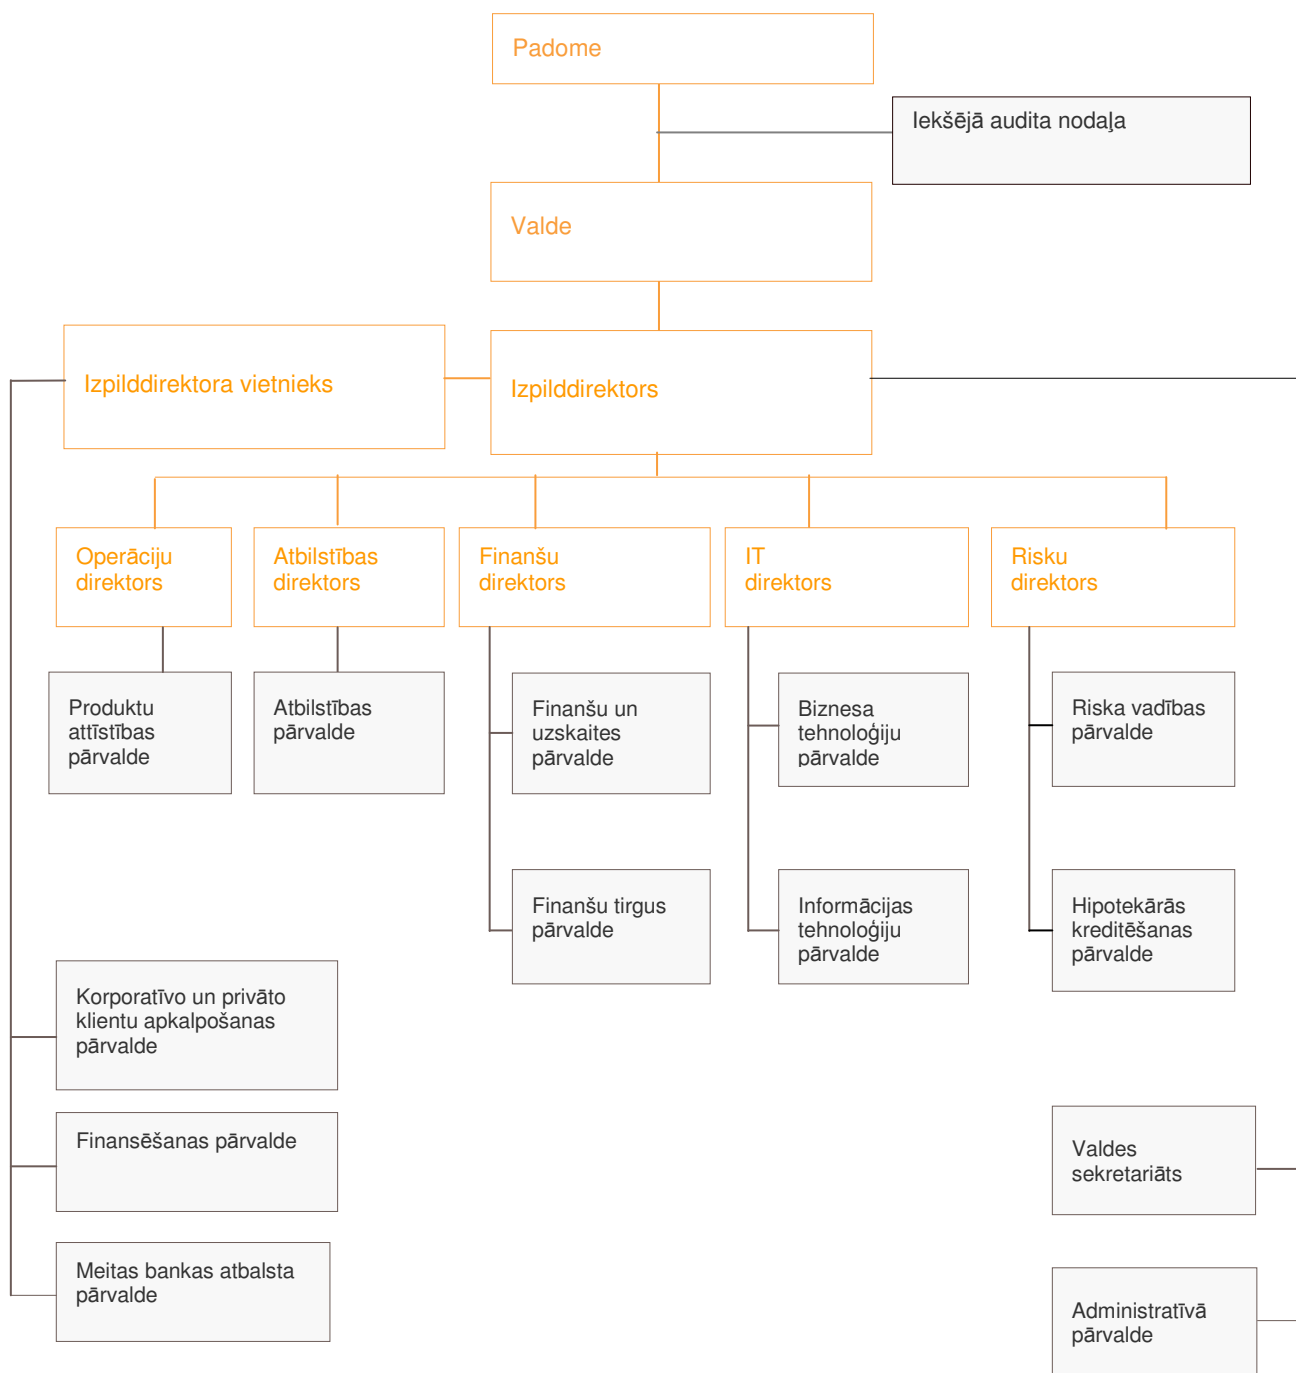 Padome
Iekšējā audita nodaļa
Valde
Izpilddirektora vietnieks
Izpilddirektors
Operāciju
direktors
Atbilstības
direktors
Finanšu
direktors
IT
direktors
Risku
direktors
Produktu
attīstības
pārvalde
Atbilstības
pārvalde
Finanšu un
uzskaites
pārvalde
Biznesa
tehnoloģiju
pārvalde
Riska vadības
pārvalde
Finanšu tirgus
pārvalde
Informācijas
tehnoloģiju
pārvalde
Hipotekārās
kreditēšanas
pārvalde
Korporatīvo un privāto
klientu apkalpošanas
pārvalde
Finansēšanas pārvalde
Valdes
sekretariāts
Meitas bankas atbalsta
pārvalde
Administratīvā
pārvalde